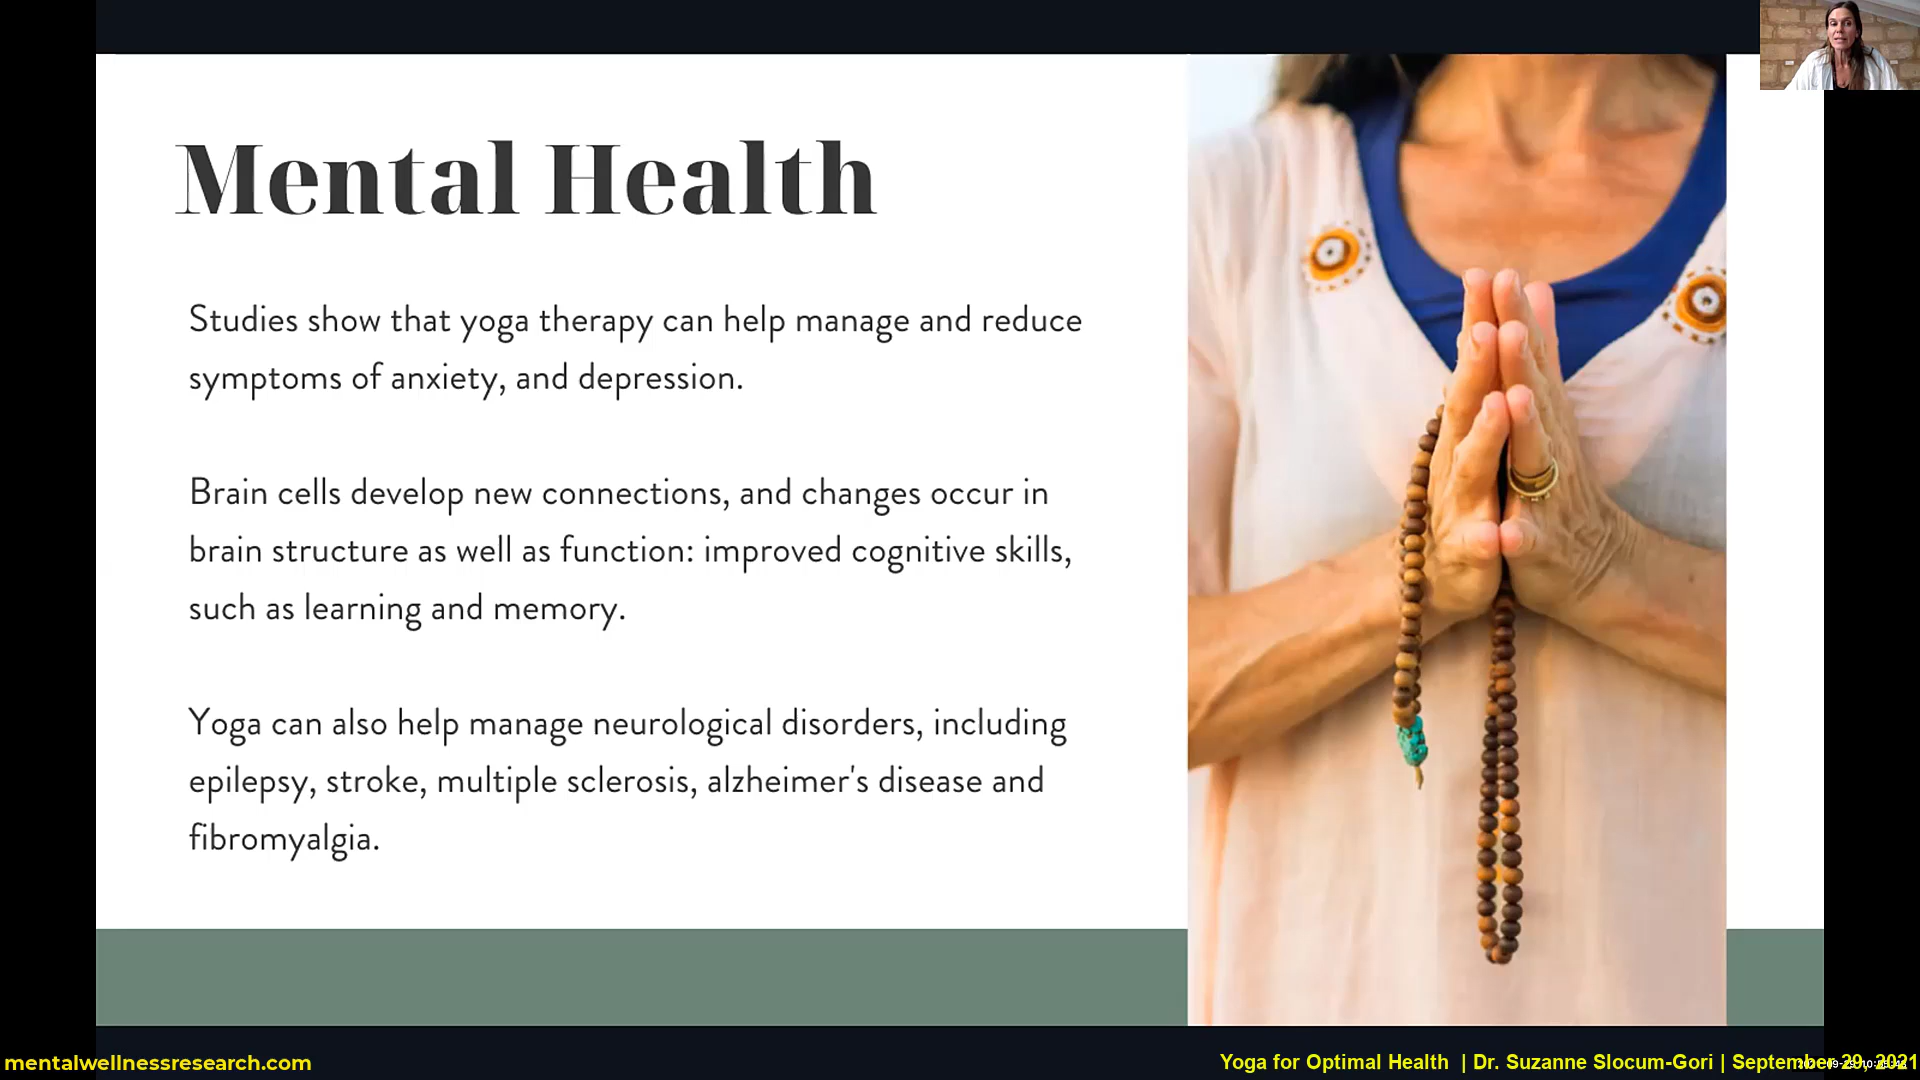 Mental Health
Studies show that yoga therapy can help manage and reduce
symptoms of anxiety, and depression.
Brain cells develop new connections, and changes occur in
brain structure as well as function: improved cognitive skills,
such as learning and memory.
Yoga can also help manage neurological disorders, including
epilepsy, stroke, multiple sclerosis, alzheimer's disease and
fibromyalgia.
mentalwellnessresearch.com
Yoga for Optimal Health | Dr. Suzanne Slocum-Gori | September 29, 2021